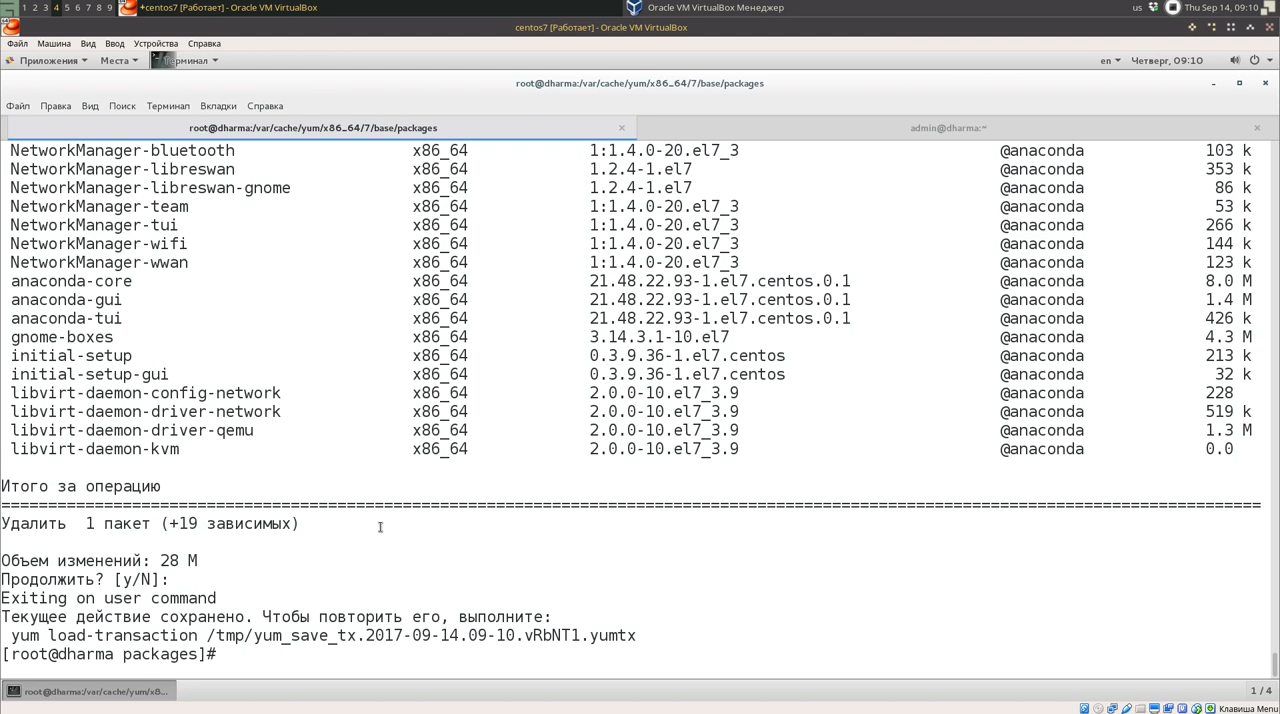 1 2 3 4 5 6 7 8 9 *centos7 [Работает] - Oracle VM VirtualBox Oracle VM VirtualBox Менеджер us Thu Sep 14, 09:10
centos7 [Работает] - Oracle VM VirtualBox
Файл Машина Вид Ввод Устройства Справка
Приложения Места Терминал en Четверг, 09:10
root@dharma:/var/cache/yum/x86_64/7/base/packages
Файл Правка Вид Поиск Терминал Вкладки Справка
root@dharma:/var/cache/yum/x86_64/7/base/packages admin@dharma:~
NetworkManager-bluetooth x86_64 1:1.4.0-20.el7_3 @anaconda 103 k
NetworkManager-libreswan x86_64 1.2.4-1.el7 @anaconda 353 k
NetworkManager-libreswan-gnome x86_64 1.2.4-1.el7 @anaconda 86 k
NetworkManager-team x86_64 1:1.4.0-20.el7_3 @anaconda 53 k
NetworkManager-tui x86_64 1:1.4.0-20.el7_3 @anaconda 266 k
NetworkManager-wifi x86_64 1:1.4.0-20.el7_3 @anaconda 144 k
NetworkManager-wwan x86_64 1:1.4.0-20.el7_3 @anaconda 123 k
anaconda-core x86_64 21.48.22.93-1.el7.centos.0.1 @anaconda 8.0 M
anaconda-gui x86_64 21.48.22.93-1.el7.centos.0.1 @anaconda 1.4 M
anaconda-tui x86_64 21.48.22.93-1.el7.centos.0.1 @anaconda 426 k
gnome-boxes x86_64 3.14.3.1-10.el7 @anaconda 4.3 M
initial-setup x86_64 0.3.9.36-1.el7.centos @anaconda 213 k
initial-setup-gui x86_64 0.3.9.36-1.el7.centos @anaconda 32 k
libvirt-daemon-config-network x86_64 2.0.0-10.el7_3.9 @anaconda 228
libvirt-daemon-driver-network x86_64 2.0.0-10.el7_3.9 @anaconda 519 k
libvirt-daemon-driver-qemu x86_64 2.0.0-10.el7_3.9 @anaconda 1.3 M
libvirt-daemon-kvm x86_64 2.0.0-10.el7_3.9 @anaconda 0.0
Итого за операцию
================================================================================
Удалить 1 пакет (+19 зависимых)
Объем изменений: 28 M
Продолжить? [y/N]:
Exiting on user command
Текущее действие сохранено. Чтобы повторить его, выполните:
yum load-transaction /tmp/yum_save_tx.2017-09-14.09-10.vRbNT1.yumtx
[root@dharma packages]#
root@dharma:/var/cache/yum/x8... 1 / 4
Клавиша Menu